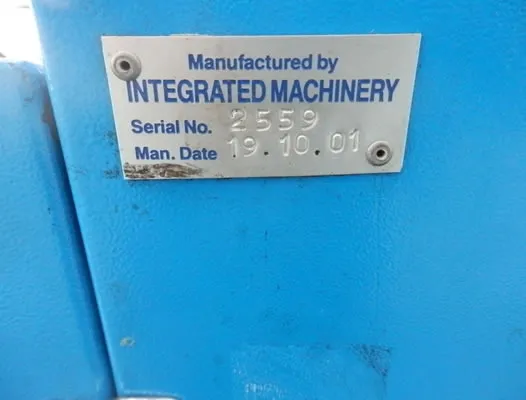 Manufactured by
INTEGRATED MACHINERY
Serial No. 2559
Man. Date 19.10.01